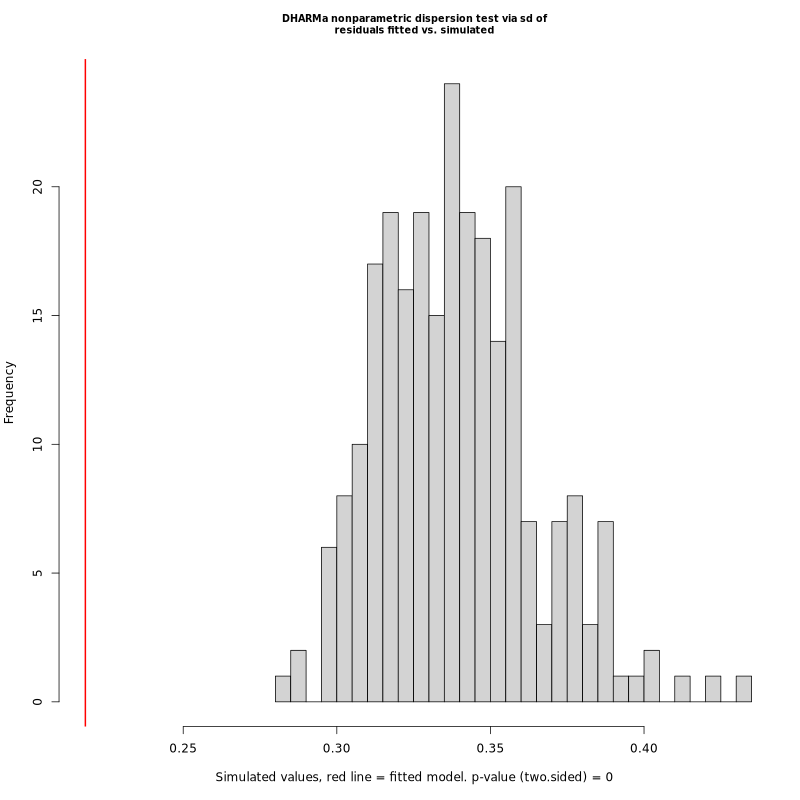 DHARMa nonparametric dispersion test via sd of
residuals fitted vs. simulated
Frequency
20
15
10
5
0
0.25 0.30 0.35 0.40
Simulated values, red line = fitted model. p-value (two.sided) = 0